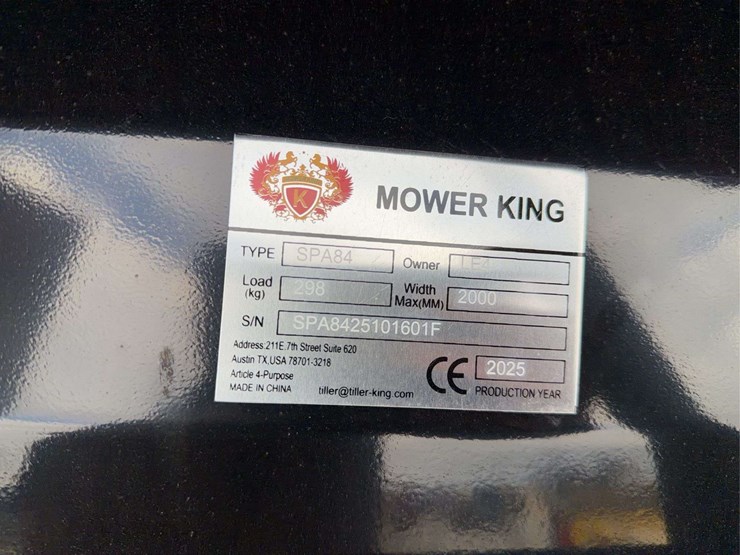 K
MOWER KING
TYPE SPA84 Owner
Load (kg) 298 Width Max(MM) 2000
S/N SPA8425101601F
Address:211E.7th Street Suite 620
Austin TX,USA 78701-3218
Article 4-Purpose
MADE IN CHINA tiller@tiller-king.com
CE 2025
PRODUCTION YEAR